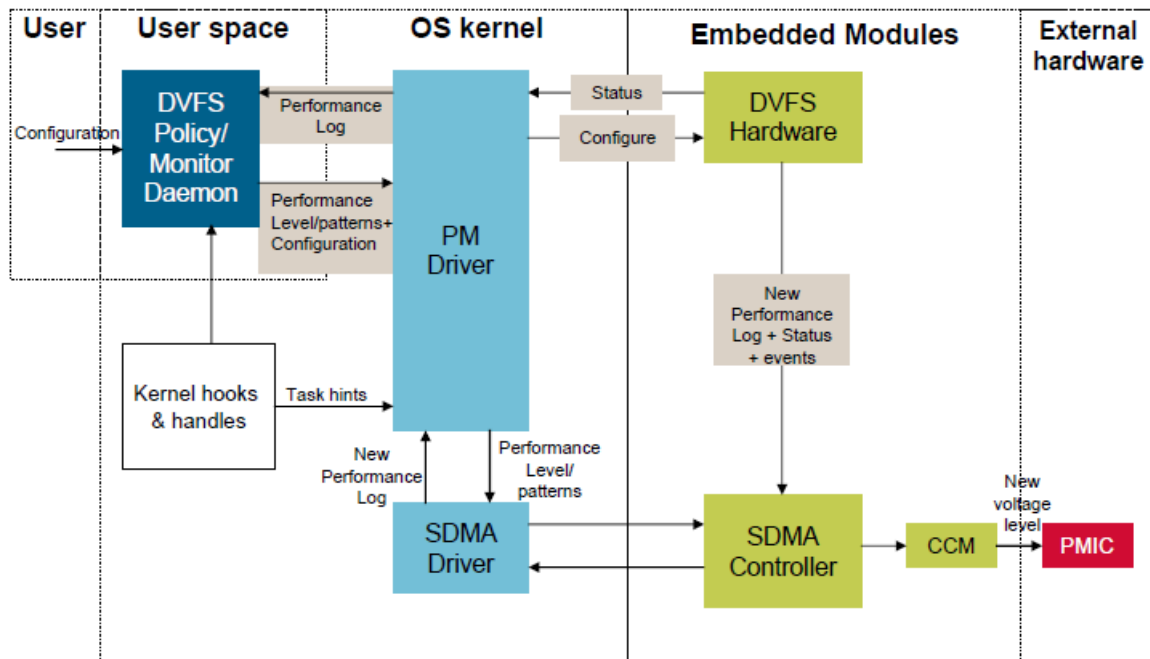 User
User space
OS kernel
Embedded Modules
External
hardware
DVFS
Policy/
Monitor
Daemon
Configuration
Performance
Log
Performance
Level/patterns+
Configuration
PM
Driver
Status
Configure
DVFS
Hardware
New
Performance
Log + Status
+ events
Kernel hooks
& handles
Task hints
New
Performance
Log
Performance
Level/
patterns
SDMA
Driver
SDMA
Controller
CCM
New
voltage
level
PMIC